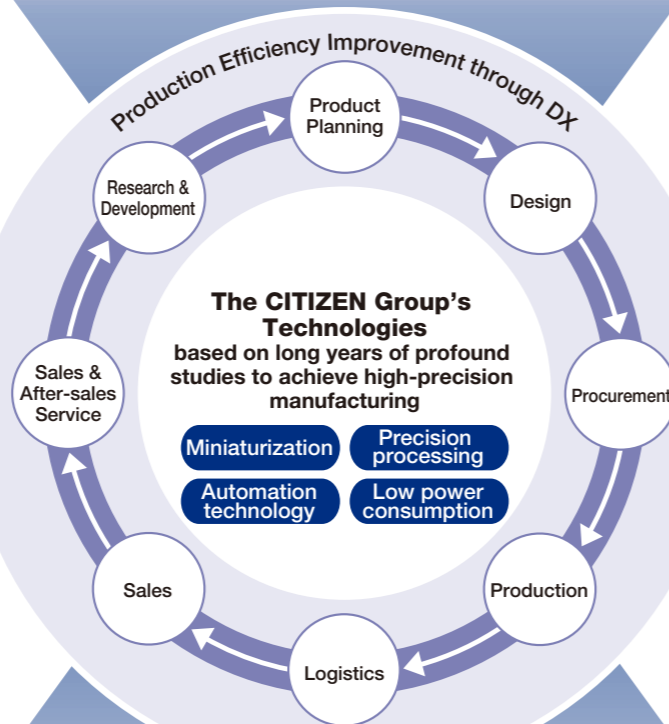 Production Efficiency Improvement through DX
Product
Planning
Research &
Development
Design
The CITIZEN Group's
Technologies
based on long years of profound
studies to achieve high-precision
manufacturing
Sales &
After-sales
Service
Procurement
Miniaturization
Precision
processing
Automation
technology
Low power
consumption
Sales
Production
Logistics